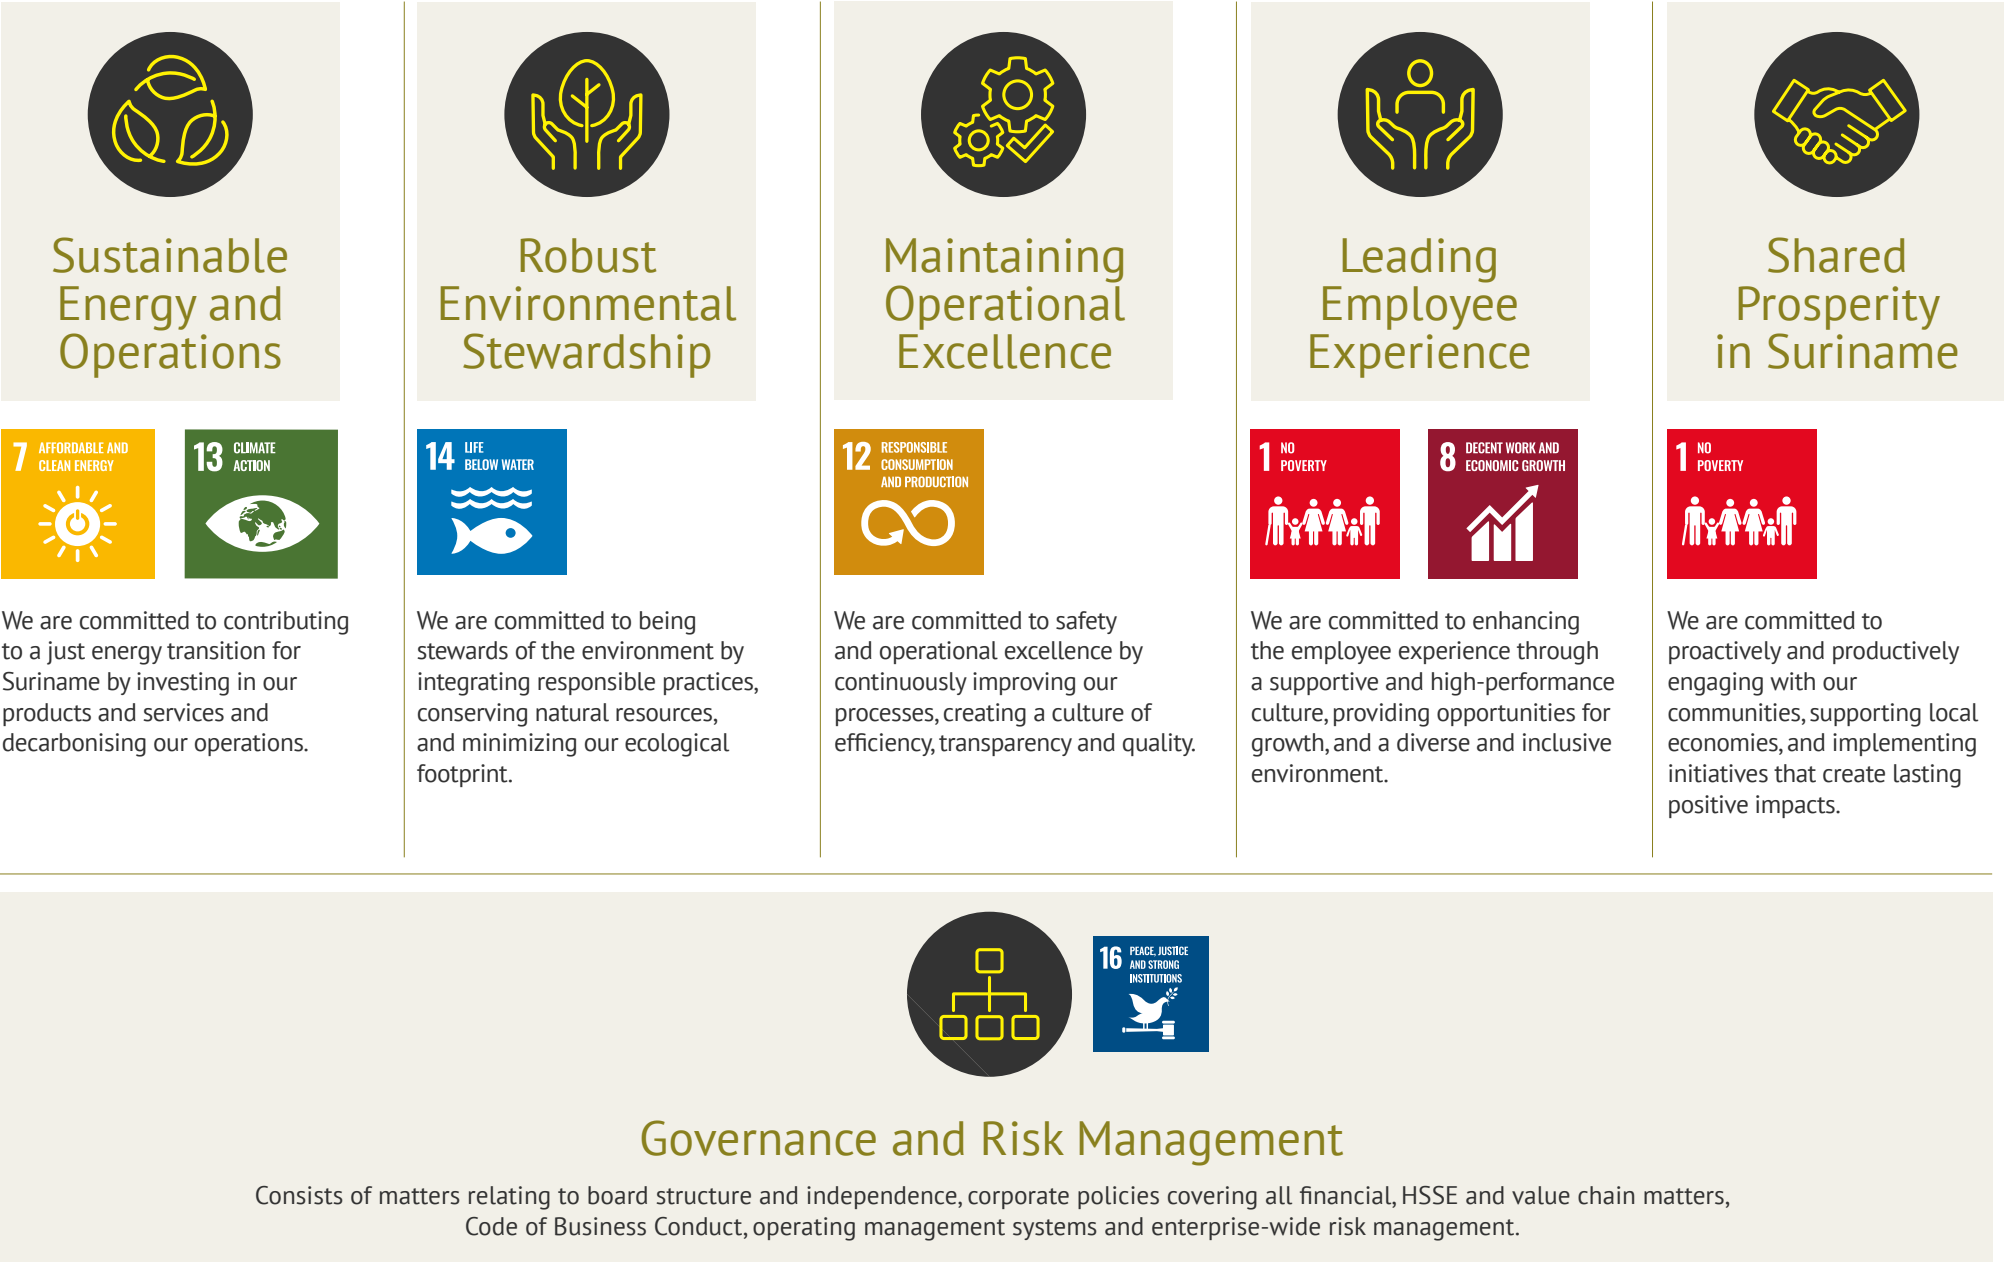 Sustainable
Energy and
Operations
7 AFFORDABLE AND
CLEAN ENERGY
13 CLIMATE
ACTION
We are committed to contributing
to a just energy transition for
Suriname by investing in our
products and services and
decarbonising our operations.
Robust
Environmental
Stewardship
14 LIFE
BELOW WATER
We are committed to being
stewards of the environment by
integrating responsible practices,
conserving natural resources,
and minimizing our ecological
footprint.
Maintaining
Operational
Excellence
12 RESPONSIBLE
CONSUMPTION
AND PRODUCTION
We are committed to safety
and operational excellence by
continuously improving our
processes, creating a culture of
efficiency, transparency and quality.
Leading
Employee
Experience
1 NO
POVERTY
8 DECENT WORK AND
ECONOMIC GROWTH
We are committed to enhancing
the employee experience through
a supportive and high-performance
culture, providing opportunities for
growth, and a diverse and inclusive
environment.
Shared
Prosperity
in Suriname
1 NO
POVERTY
We are committed to
proactively and productively
engaging with our
communities, supporting local
economies, and implementing
initiatives that create lasting
positive impacts.
16 PEACE, JUSTICE
AND STRONG
INSTITUTIONS
Governance and Risk Management
Consists of matters relating to board structure and independence, corporate policies covering all financial, HSSE and value chain matters,
Code of Business Conduct, operating management systems and enterprise-wide risk management.